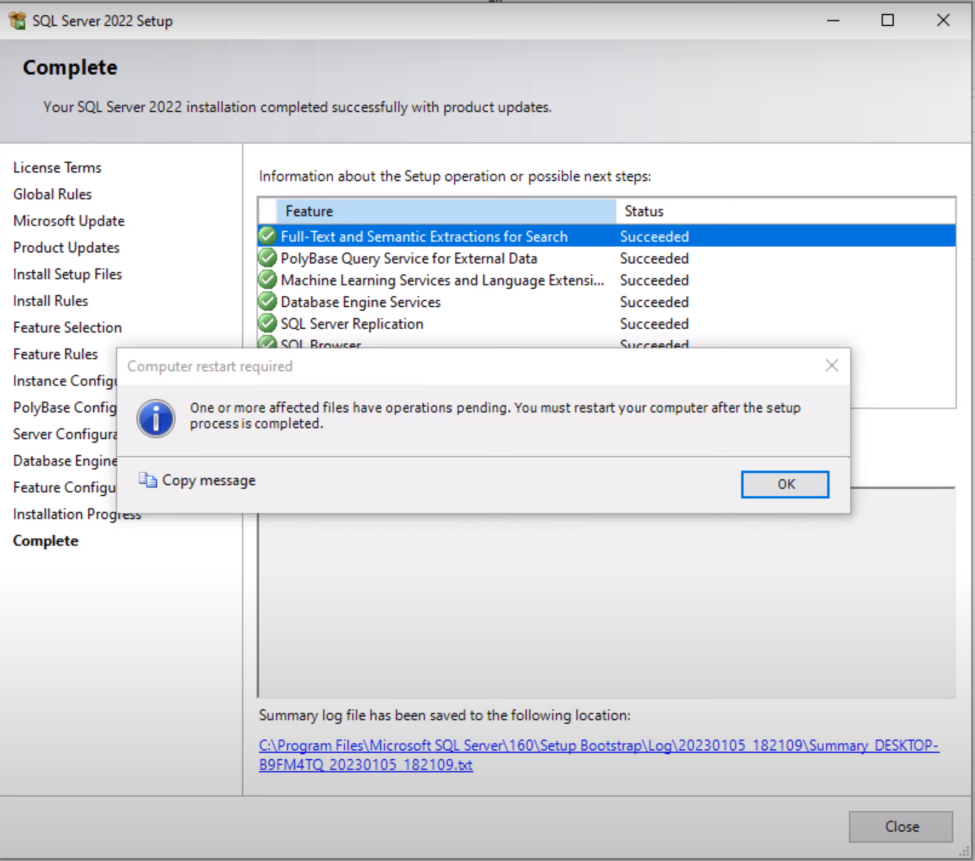 SQL Server 2022 Setup
Complete
Your SQL Server 2022 installation completed successfully with product updates.
License Terms
Global Rules
Microsoft Update
Product Updates
Install Setup Files
Install Rules
Feature Selection
Feature Rules
Instance Configu
PolyBase Config
Server Configura
Database Engine
Feature Configu
Installation Progress
Complete
Information about the Setup operation or possible next steps:
Feature Status
Full-Text and Semantic Extractions for Search Succeeded
PolyBase Query Service for External Data Succeeded
Machine Learning Services and Language Extensi... Succeeded
Database Engine Services Succeeded
SQL Server Replication Succeeded
SQL Browser Succeeded
Computer restart required
One or more affected files have operations pending. You must restart your computer after the setup
process is completed.
Copy message
OK
Summary log file has been saved to the following location:
C:\Program Files\Microsoft SQL Server\160\Setup Bootstrap\Log\20230105_182109\Summary_DESKTOP-
B9FM4TQ_20230105_182109.txt
Close